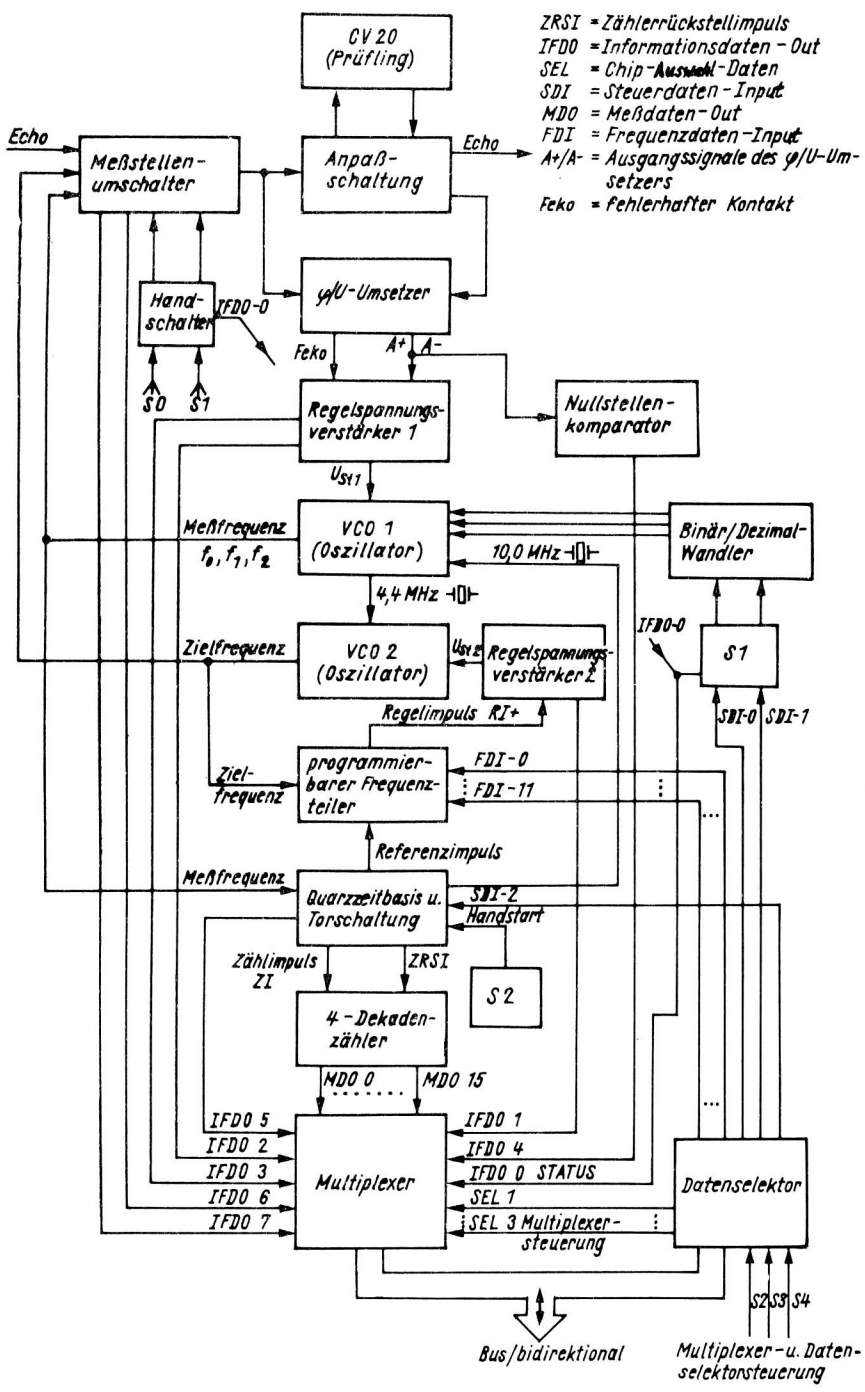 CV 20
(Prüfling)
ZRSI = Zählerrückstellimpuls
IFDO = Informationsdaten-Out
SEL = Chip-Auswahl-Daten
SDI = Steuerdaten-Input
MDO = Meßdaten-Out
FDI = Frequenzdaten-Input
A+/A- = Ausgangssignale des φ/U-Um-
setzers
Feko = fehlerhafter Kontakt
Echo
Meßstellen-
umschalter
Anpaß-
schaltung
Echo
Hand-
schalter
IFDO-0
S0
S1
φ/U-Umsetzer
Feko
A+
A-
Regelspannungs-
verstärker 1
Nullstellen-
komparator
USt1
Meßfrequenz
f0, f1, f2
VCO 1
(Oszillator)
10,0 MHz
Binär/Dezimal-
Wandler
4,4 MHz
Zielfrequenz
VCO 2
(Oszillator)
USt2
Regelspannungs-
verstärker 2
IFDO-0
S1
SDI-0
SDI-1
Regelimpuls RI+
Ziel-
frequenz
programmier-
barer Frequenz-
teiler
FDI-0
FDI-11
Referenzimpuls
Meßfrequenz
Quarzzeitbasis u.
Torschaltung
SDI-2
Handstart
Zählimpuls
ZI
ZRSI
S2
4-Dekaden-
zähler
MDO 0
MDO 15
IFDO 5
IFDO 2
IFDO 3
IFDO 6
IFDO 7
Multiplexer
IFDO 1
IFDO 4
IFDO 0 STATUS
SEL 1
SEL 3 Multiplexer-
steuerung
Datenselektor
S2
S3
S4
Bus/bidirektional
Multiplexer-u. Daten-
selektorsteuerung